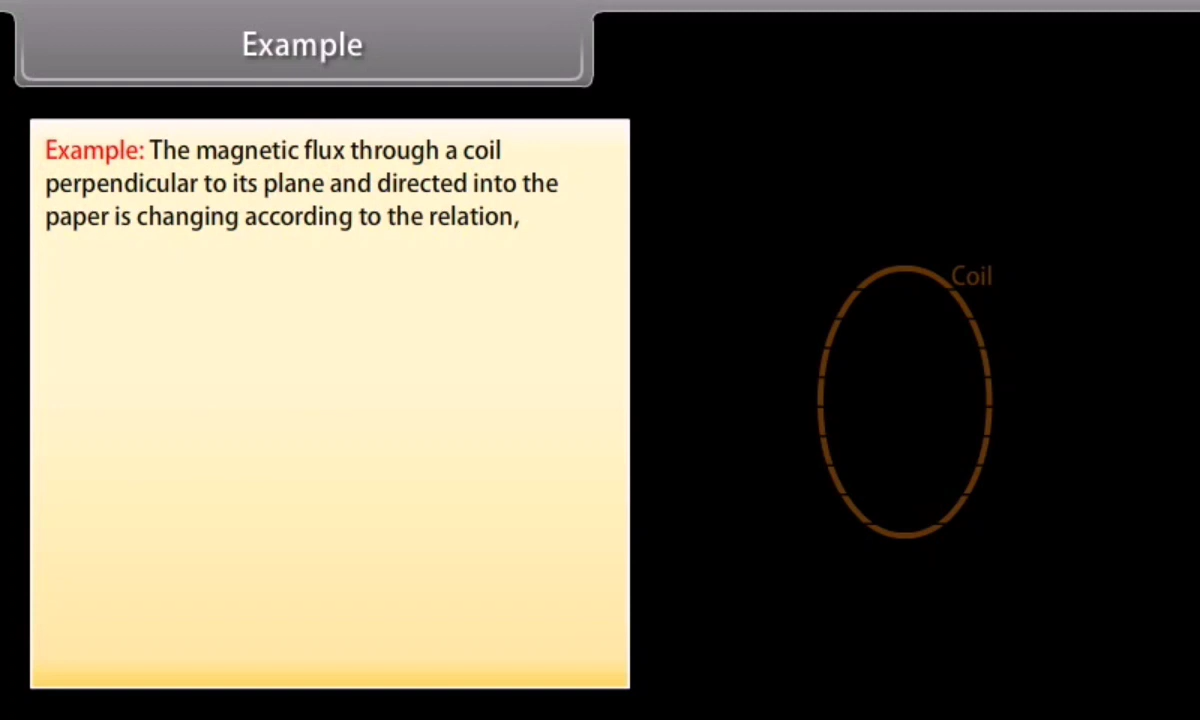 Example
Example: The magnetic flux through a coil
perpendicular to its plane and directed into the
paper is changing according to the relation,
Coil